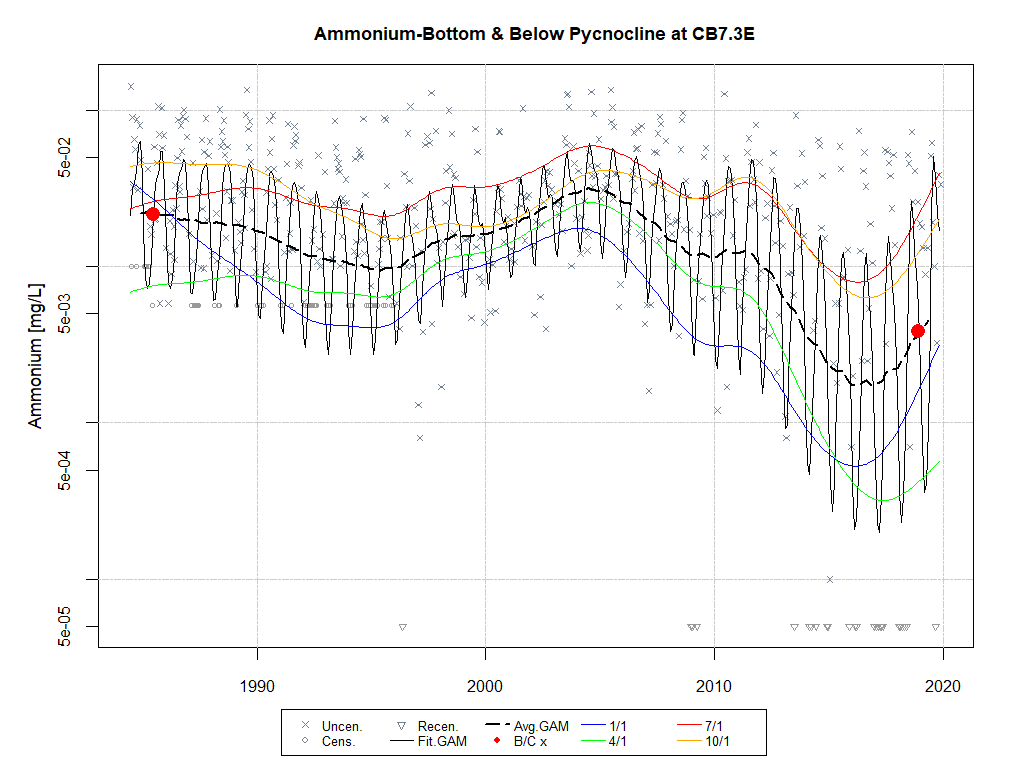 Ammonium-Bottom & Below Pycnocline at CB7.3E
Ammonium [mg/L]
5e-02
5e-03
5e-04
5e-05
1990 2000 2010 2020
Uncen. Recen. Avg.GAM 1/1 7/1
Cens. Fit.GAM B/C x 4/1 10/1